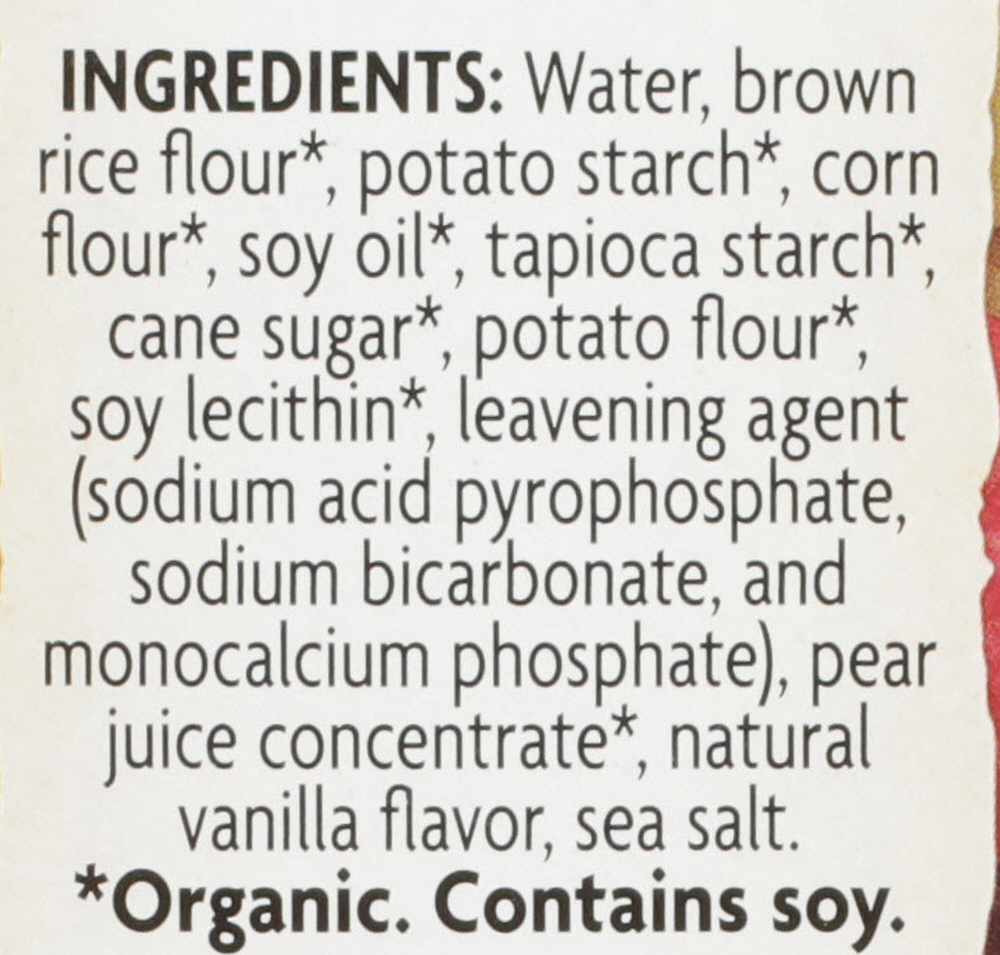 INGREDIENTS: Water, brown
rice flour*, potato starch*, corn
flour*, soy oil*, tapioca starch*,
cane sugar*, potato flour*,
soy lecithin*, leavening agent
(sodium acid pyrophosphate,
sodium bicarbonate, and
monocalcium phosphate), pear
juice concentrate*, natural
vanilla flavor, sea salt.
*Organic. Contains soy.